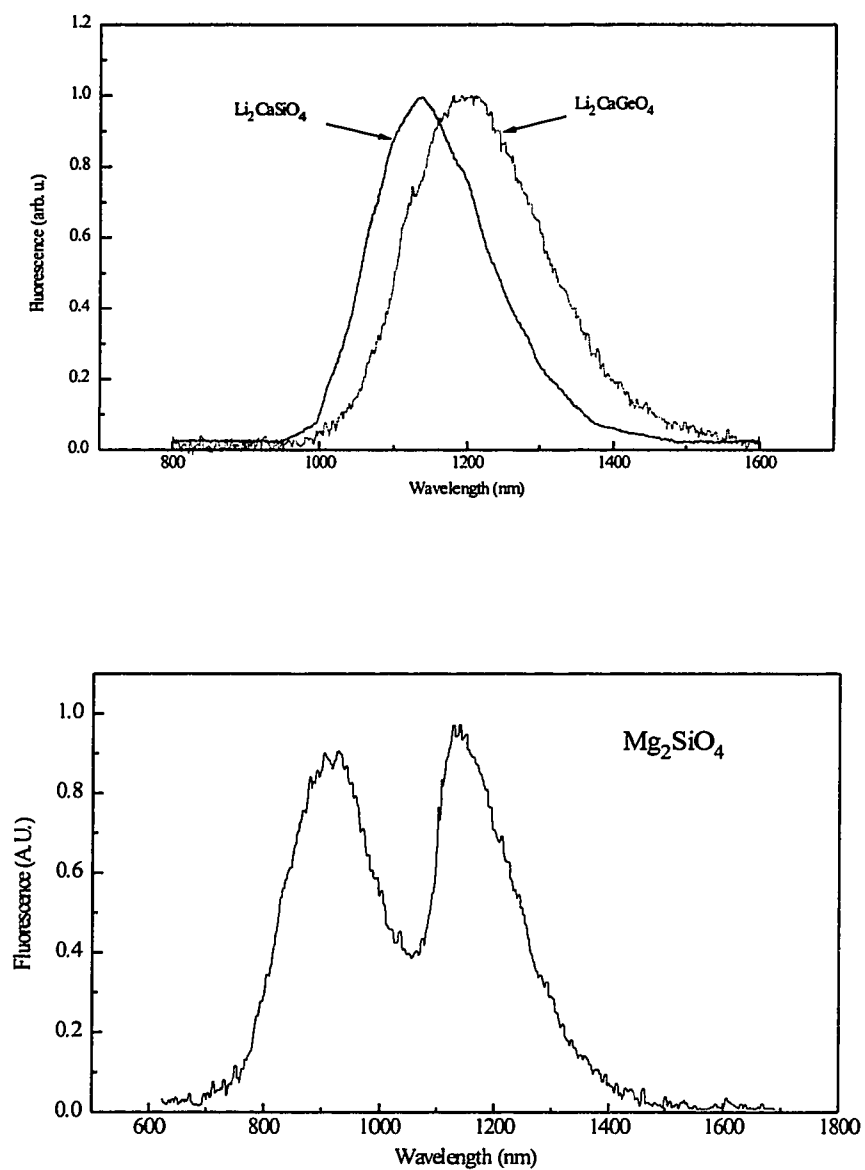 1.2
1.0
0.8
0.6
0.4
0.2
0.0
Fluorescence (arb. u.)
Li₂CaSiO₄
Li₂CaGeO₄
800 1000 1200 1400 1600
Wavelength (nm)
1.0
0.8
0.6
0.4
0.2
0.0
Fluorescence (A.U.)
Mg₂SiO₄
600 800 1000 1200 1400 1600 1800
Wavelength (nm)